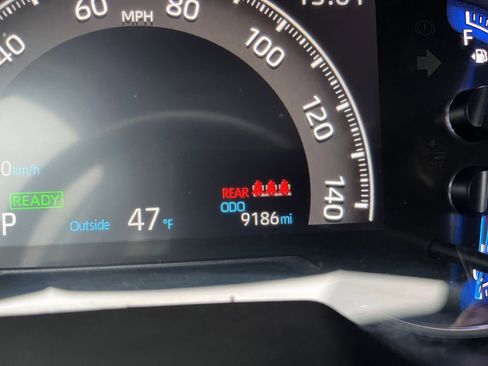 MPH
40
60
80
100
120
140
0 km/h
READY
REAR
ODO
P
Outside 47 °F
9186 mi
F